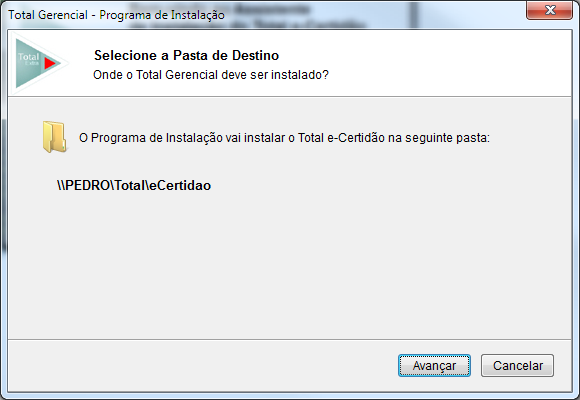 Total Gerencial - Programa de Instalação
Total
Selecione a Pasta de Destino
Onde o Total Gerencial deve ser instalado?
O Programa de Instalação vai instalar o Total e-Certidão na seguinte pasta:
\\PEDRO\Total\eCertidao
Avançar
Cancelar